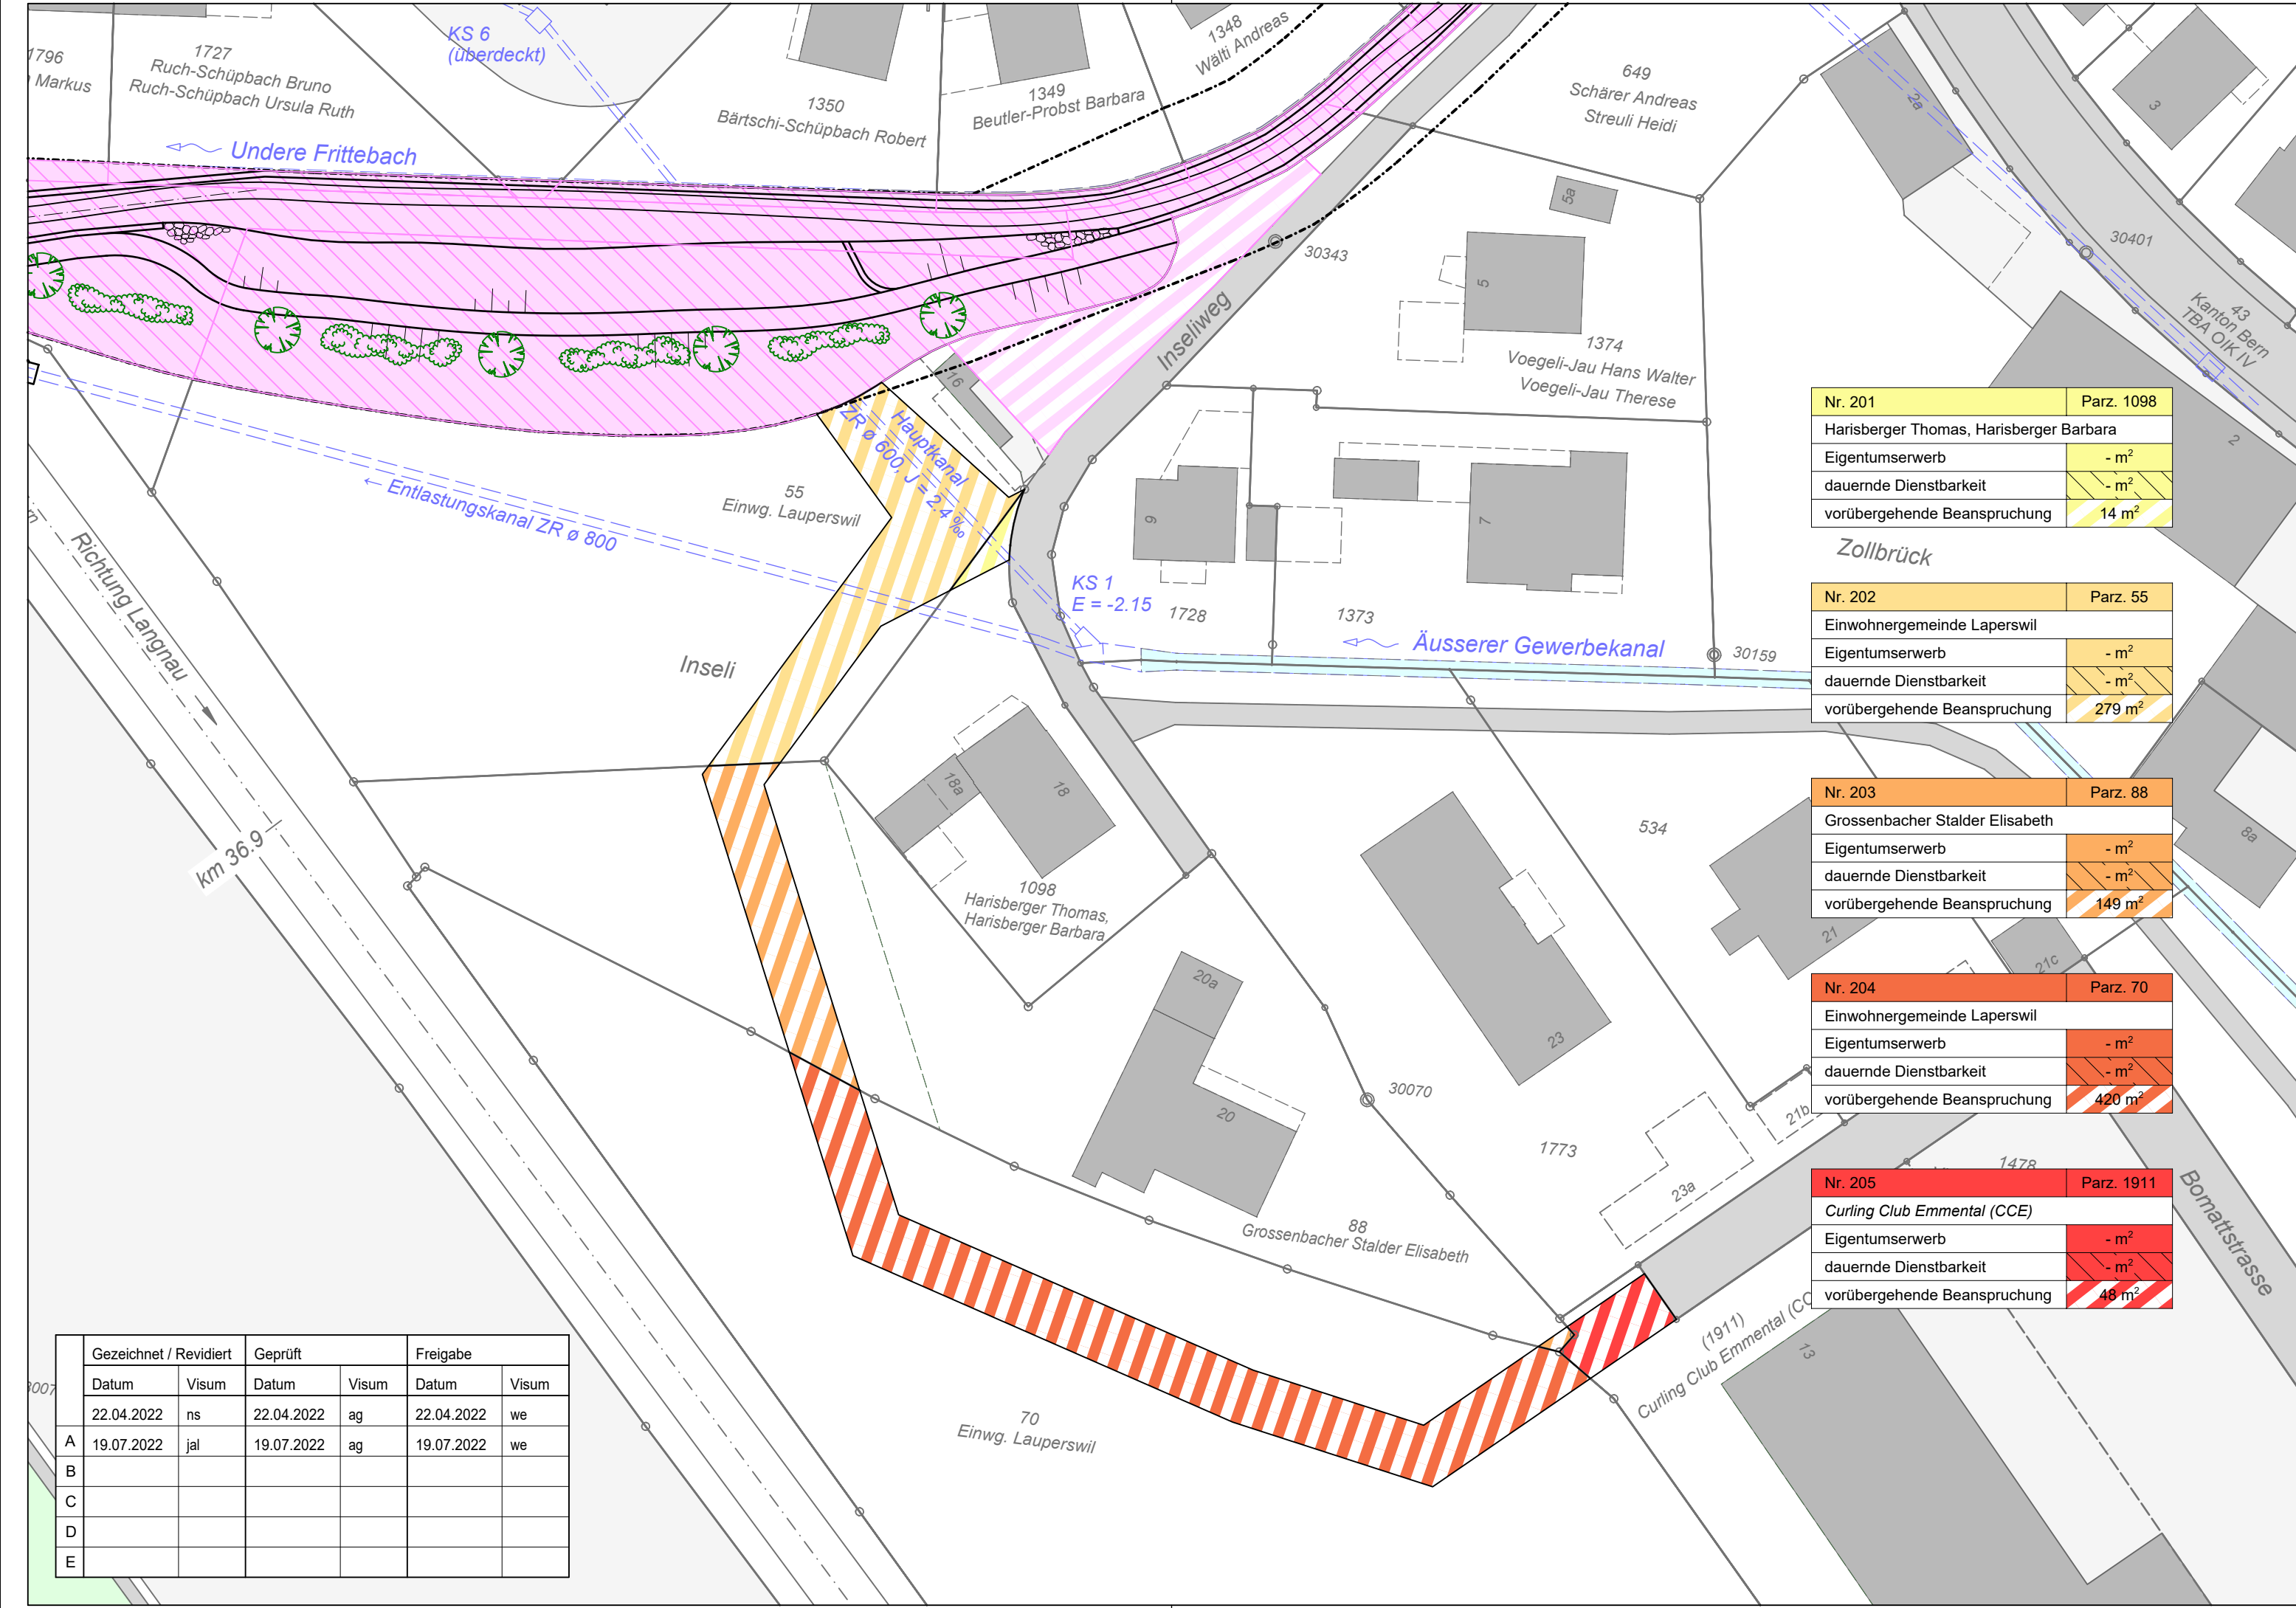 KS 6
(überdeckt)
1796
Markus
1727
Ruch-Schüpbach Bruno
Ruch-Schüpbach Ursula Ruth
1350
Bärtschi-Schüpbach Robert
1349
Beutler-Probst Barbara
1348
Wälti Andreas
649
Schärer Andreas
Streuli Heidi
2a
3
Undere Frittebach
5a
30343
5
30401
43
Kanton Bern
TBA OIK IV
Inseliweg
1374
Voegeli-Jau Hans Walter
Voegeli-Jau Therese
16
Hauptkanal
ZR ø 600, J = 2.4 ‰
← Entlastungskanal ZR ø 800
55
Einwg. Lauperswil
9
7
2
Zollbrück
Richtung Langnau
KS 1
E = -2.15
1728
1373
Äusserer Gewerbekanal
30159
Inseli
km 36.9
18a
18
1098
Harisberger Thomas,
Harisberger Barbara
534
8a
21
21c
20a
20
23
30070
1773
21b
23a
1478
88
Grossenbacher Stalder Elisabeth
Bomattstrasse
(1911)
Curling Club Emmental (CC
13
70
Einwg. Lauperswil
3007
Nr. 201 Parz. 1098
Harisberger Thomas, Harisberger Barbara
Eigentumserwerb - m²
dauernde Dienstbarkeit - m²
vorübergehende Beanspruchung 14 m²
Nr. 202 Parz. 55
Einwohnergemeinde Laperswil
Eigentumserwerb - m²
dauernde Dienstbarkeit - m²
vorübergehende Beanspruchung 279 m²
Nr. 203 Parz. 88
Grossenbacher Stalder Elisabeth
Eigentumserwerb - m²
dauernde Dienstbarkeit - m²
vorübergehende Beanspruchung 149 m²
Nr. 204 Parz. 70
Einwohnergemeinde Laperswil
Eigentumserwerb - m²
dauernde Dienstbarkeit - m²
vorübergehende Beanspruchung 420 m²
Nr. 205 Parz. 1911
Curling Club Emmental (CCE)
Eigentumserwerb - m²
dauernde Dienstbarkeit - m²
vorübergehende Beanspruchung 48 m²
Gezeichnet / Revidiert Geprüft Freigabe
Datum Visum Datum Visum Datum Visum
22.04.2022 ns 22.04.2022 ag 22.04.2022 we
A 19.07.2022 jal 19.07.2022 ag 19.07.2022 we
B
C
D
E